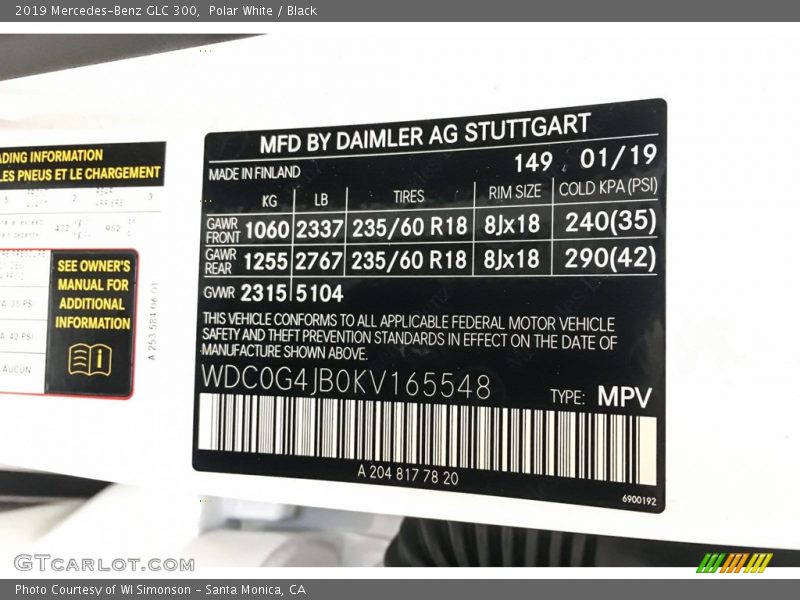 2019 Mercedes-Benz GLC 300, Polar White / Black
ADING INFORMATION
LES PNEUS ET LE CHARGEMENT
SEE OWNER'S
MANUAL FOR
ADDITIONAL
INFORMATION
AUCUN
A 253 584 06 01
MFD BY DAIMLER AG STUTTGART
MADE IN FINLAND 149 01/19
KG LB TIRES RIM SIZE COLD KPA (PSI)
GAWR FRONT 1060 2337 235/60 R18 8Jx18 240(35)
GAWR REAR 1255 2767 235/60 R18 8Jx18 290(42)
GVWR 2315 5104
THIS VEHICLE CONFORMS TO ALL APPLICABLE FEDERAL MOTOR VEHICLE
SAFETY AND THEFT PREVENTION STANDARDS IN EFFECT ON THE DATE OF
MANUFACTURE SHOWN ABOVE.
WDC0G4JB0KV165548
TYPE: MPV
A 204 817 78 20
6900192
GTCARLOT.COM
Photo Courtesy of WI Simonson - Santa Monica, CA